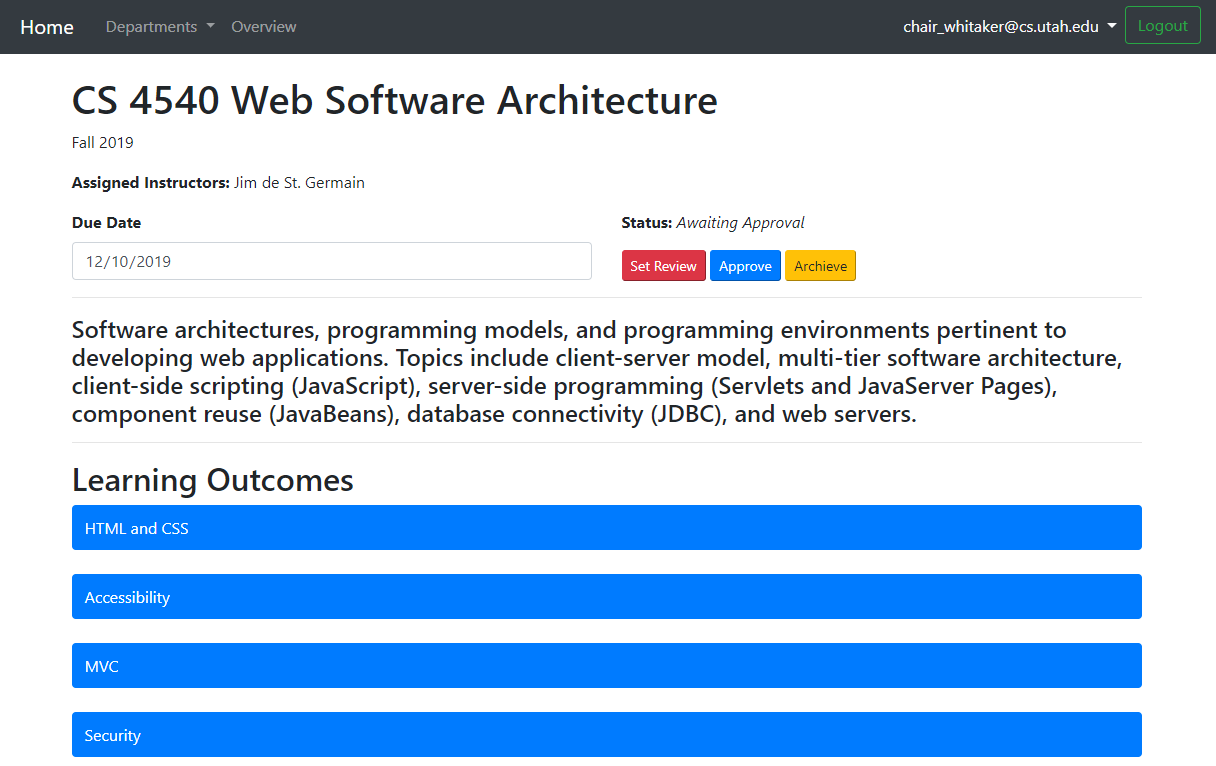 Home Departments Overview chair_whitaker@cs.utah.edu Logout
CS 4540 Web Software Architecture
Fall 2019
Assigned Instructors: Jim de St. Germain
Due Date
12/10/2019
Status: Awaiting Approval
Set Review Approve Archieve
Software architectures, programming models, and programming environments pertinent to
developing web applications. Topics include client-server model, multi-tier software architecture,
client-side scripting (JavaScript), server-side programming (Servlets and JavaServer Pages),
component reuse (JavaBeans), database connectivity (JDBC), and web servers.
Learning Outcomes
HTML and CSS
Accessibility
MVC
Security